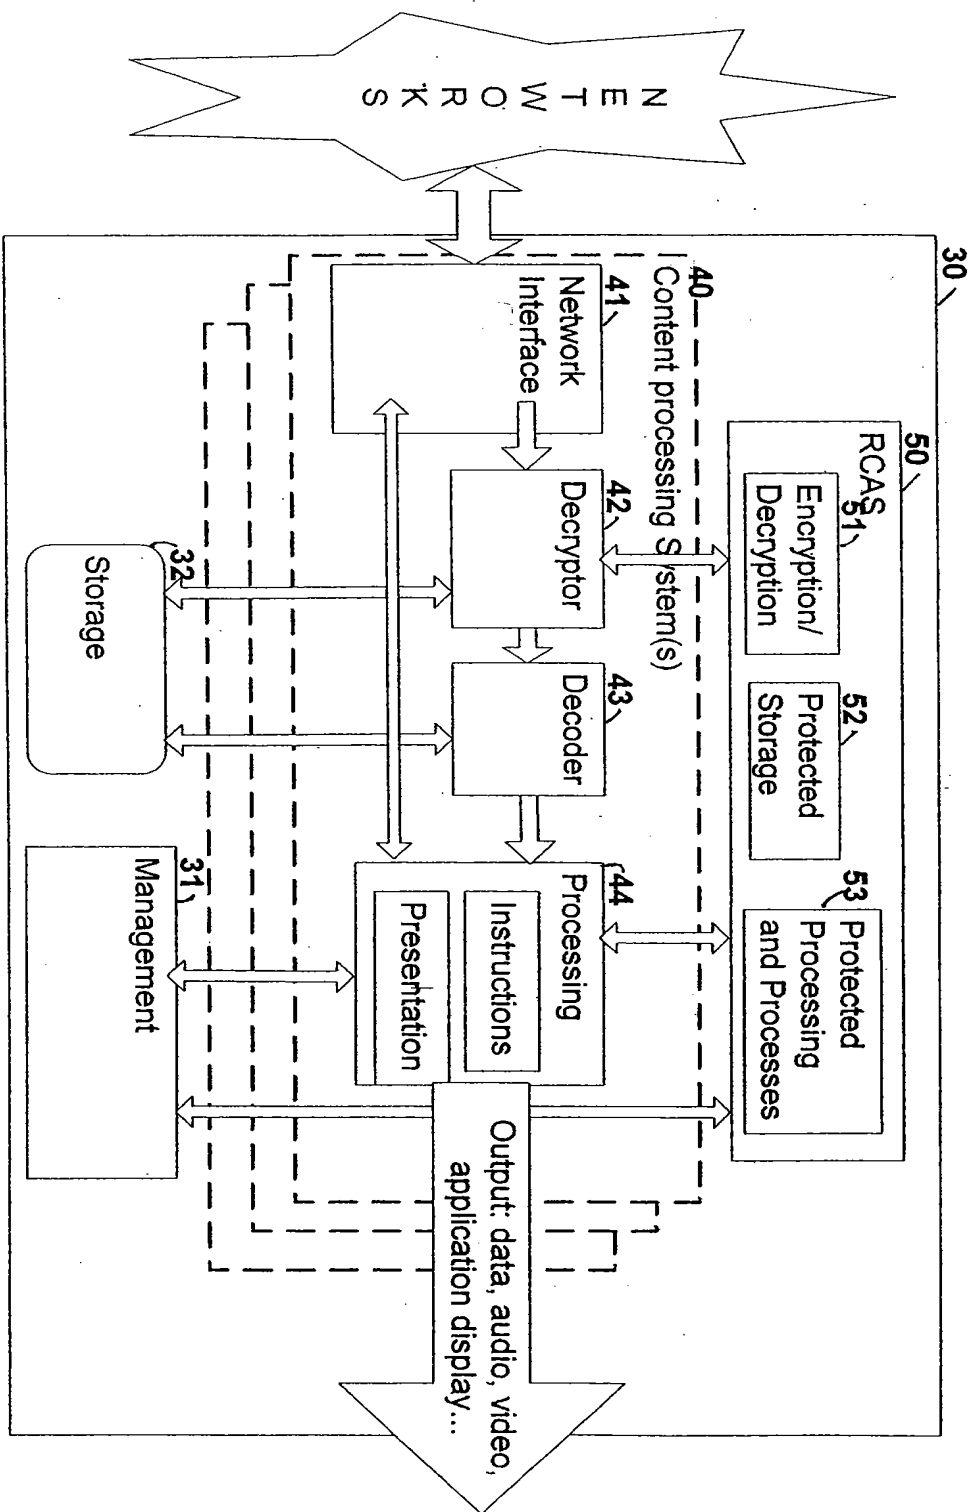 NETWORKS
30
40
Content processing System(s)
41
Network
Interface
42
Decryptor
43
Decoder
44
Processing
Instructions
Presentation
50
RCAS
51
Encryption/
Decryption
52
Protected
Storage
53
Protected
Processing
and Processes
32
Storage
31
Management
Output: data, audio, video,
application display...